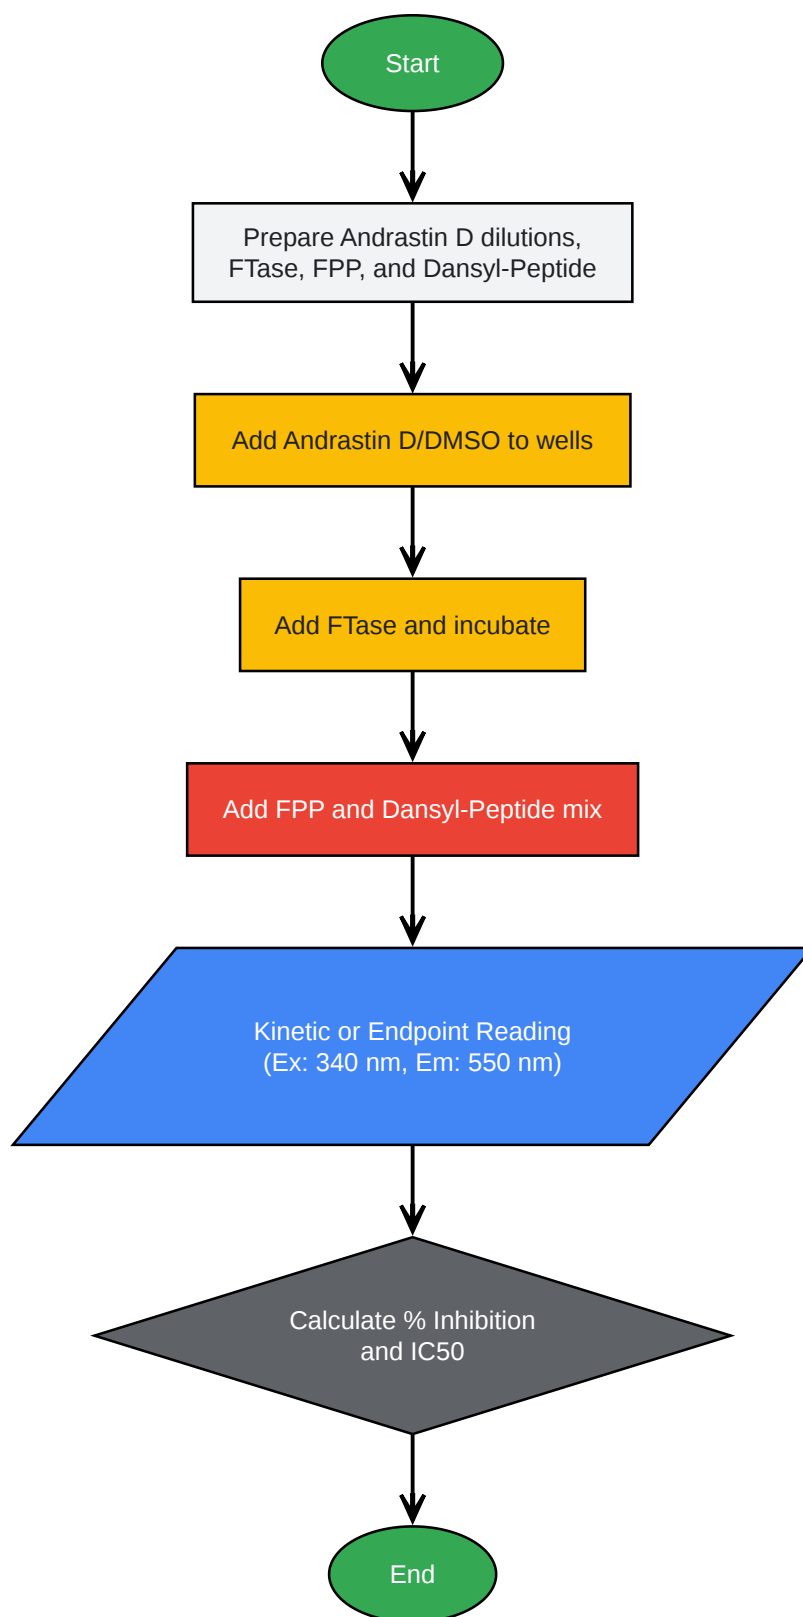 Start
Prepare Andrastin D dilutions,
FTase, FPP, and Dansyl-Peptide
Add Andrastin D/DMSO to wells
Add FTase and incubate
Add FPP and Dansyl-Peptide mix
Kinetic or Endpoint Reading
(Ex: 340 nm, Em: 550 nm)
Calculate % Inhibition
and IC50
End